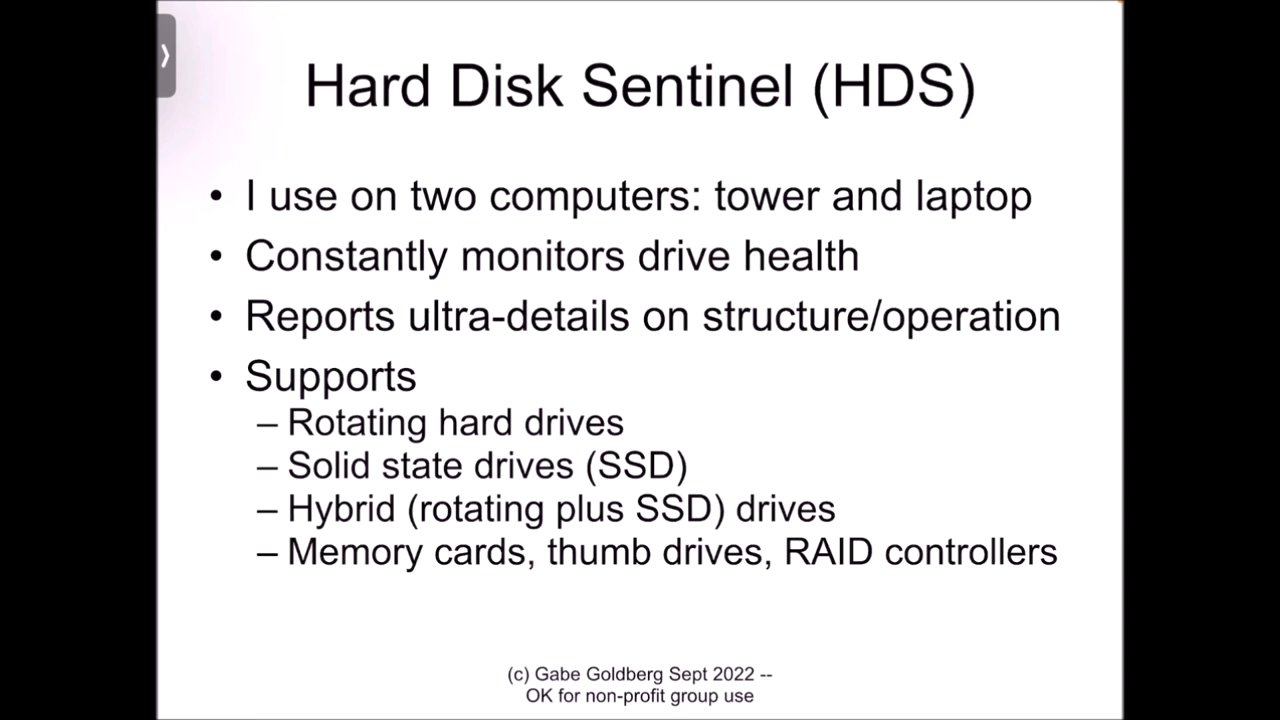 Hard Disk Sentinel (HDS)
• I use on two computers: tower and laptop
• Constantly monitors drive health
• Reports ultra-details on structure/operation
• Supports
– Rotating hard drives
– Solid state drives (SSD)
– Hybrid (rotating plus SSD) drives
– Memory cards, thumb drives, RAID controllers
(c) Gabe Goldberg Sept 2022 --
OK for non-profit group use